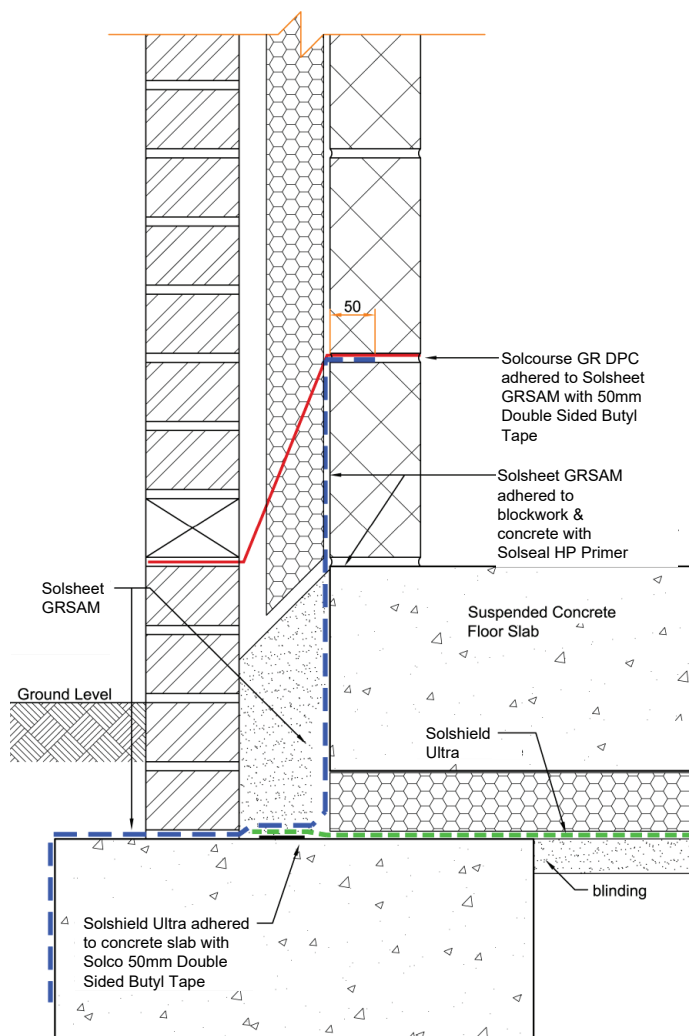 50
Solcourse GR DPC
adhered to Solsheet
GRSAM with 50mm
Double Sided Butyl
Tape
Solsheet GRSAM
adhered to
blockwork &
concrete with
Solseal HP Primer
Solsheet
GRSAM
Suspended Concrete
Floor Slab
Ground Level
Solshield
Ultra
blinding
Solshield Ultra adhered
to concrete slab with
Solco 50mm Double
Sided Butyl Tape